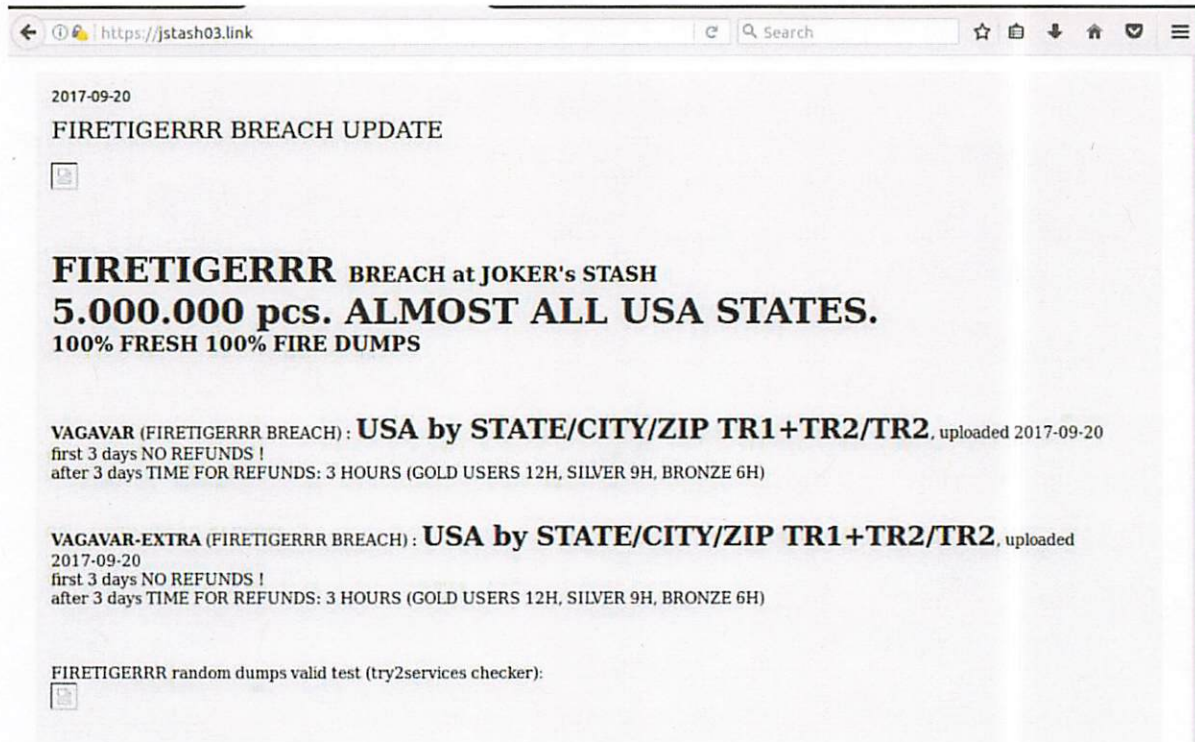 https://jstash03.link
Search
2017-09-20
FIRETIGERRR BREACH UPDATE
FIRETIGERRR BREACH at JOKER's STASH
5.000.000 pcs. ALMOST ALL USA STATES.
100% FRESH 100% FIRE DUMPS
VAGAVAR (FIRETIGERRR BREACH) : USA by STATE/CITY/ZIP TR1+TR2/TR2, uploaded 2017-09-20
first 3 days NO REFUNDS !
after 3 days TIME FOR REFUNDS: 3 HOURS (GOLD USERS 12H, SILVER 9H, BRONZE 6H)
VAGAVAR-EXTRA (FIRETIGERRR BREACH) : USA by STATE/CITY/ZIP TR1+TR2/TR2, uploaded
2017-09-20
first 3 days NO REFUNDS !
after 3 days TIME FOR REFUNDS: 3 HOURS (GOLD USERS 12H, SILVER 9H, BRONZE 6H)
FIRETIGERRR random dumps valid test (try2services checker):